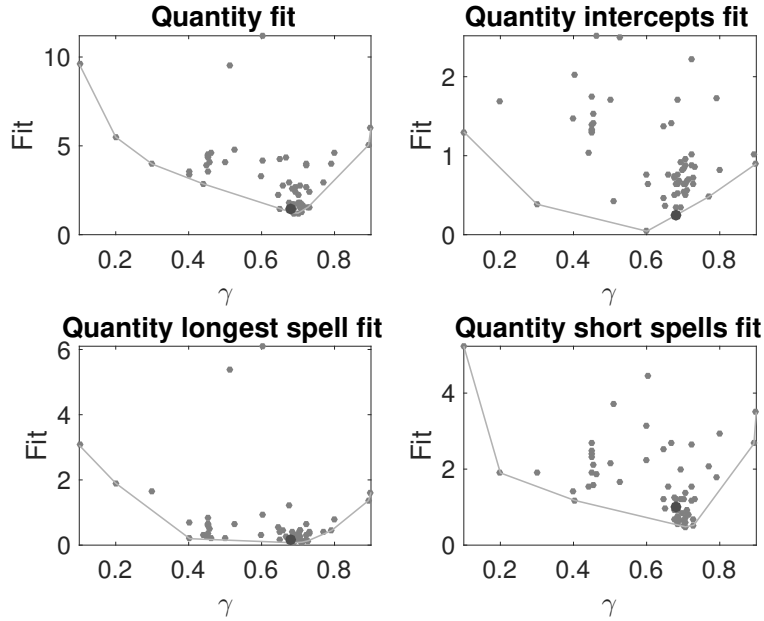 Quantity fit
Quantity intercepts fit
10
5
0
Fit
0.2 0.4 0.6 0.8
γ
2
1
0
Fit
0.2 0.4 0.6 0.8
γ
Quantity longest spell fit
Quantity short spells fit
6
4
2
0
Fit
0.2 0.4 0.6 0.8
γ
4
2
0
Fit
0.2 0.4 0.6 0.8
γ